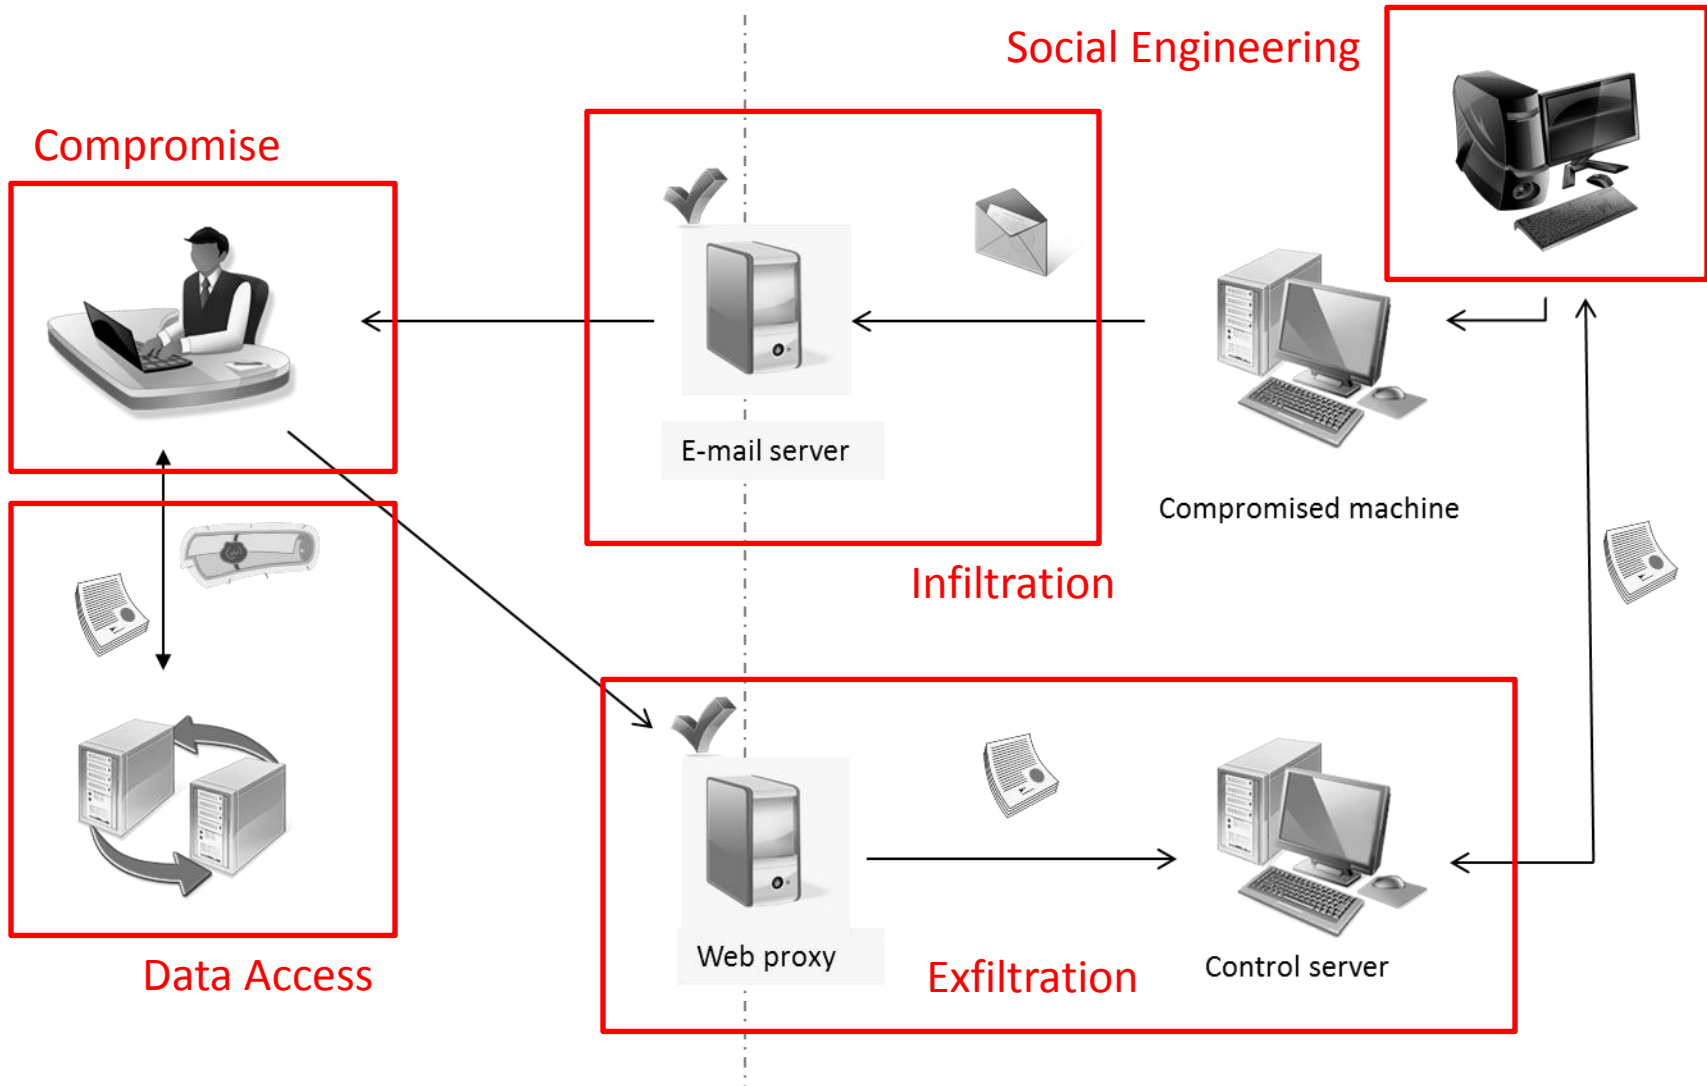 Social Engineering
Compromise
E-mail server
Compromised machine
Infiltration
Web proxy
Control server
Data Access
Exfiltration